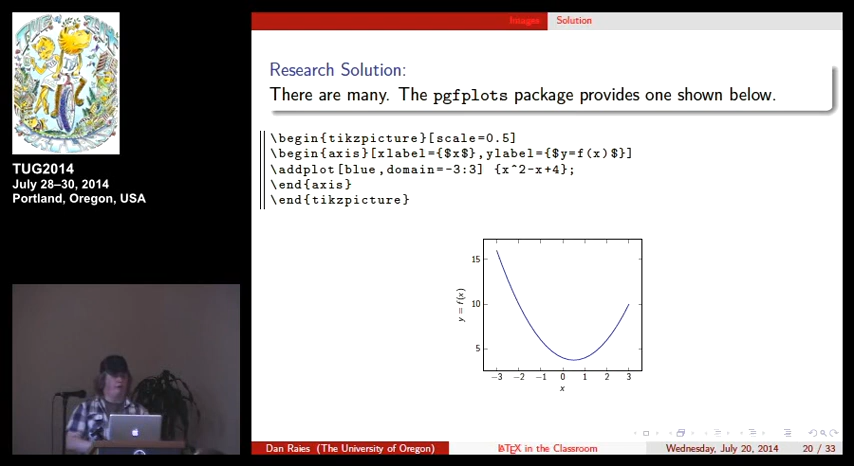 Images Solution
TUG2014
July 28–30, 2014
Portland, Oregon, USA
Research Solution:
There are many. The pgfplots package provides one shown below.
\begin{tikzpicture}[scale=0.5]
\begin{axis}[xlabel={$x$},ylabel={$y=f(x)$}]
\addplot[blue,domain=-3:3] {x^2-x+4};
\end{axis}
\end{tikzpicture}
15
10
5
y = f(x)
−3 −2 −1 0 1 2 3
x
Dan Raies (The University of Oregon) LATEX in the Classroom Wednesday, July 20, 2014 20 / 33